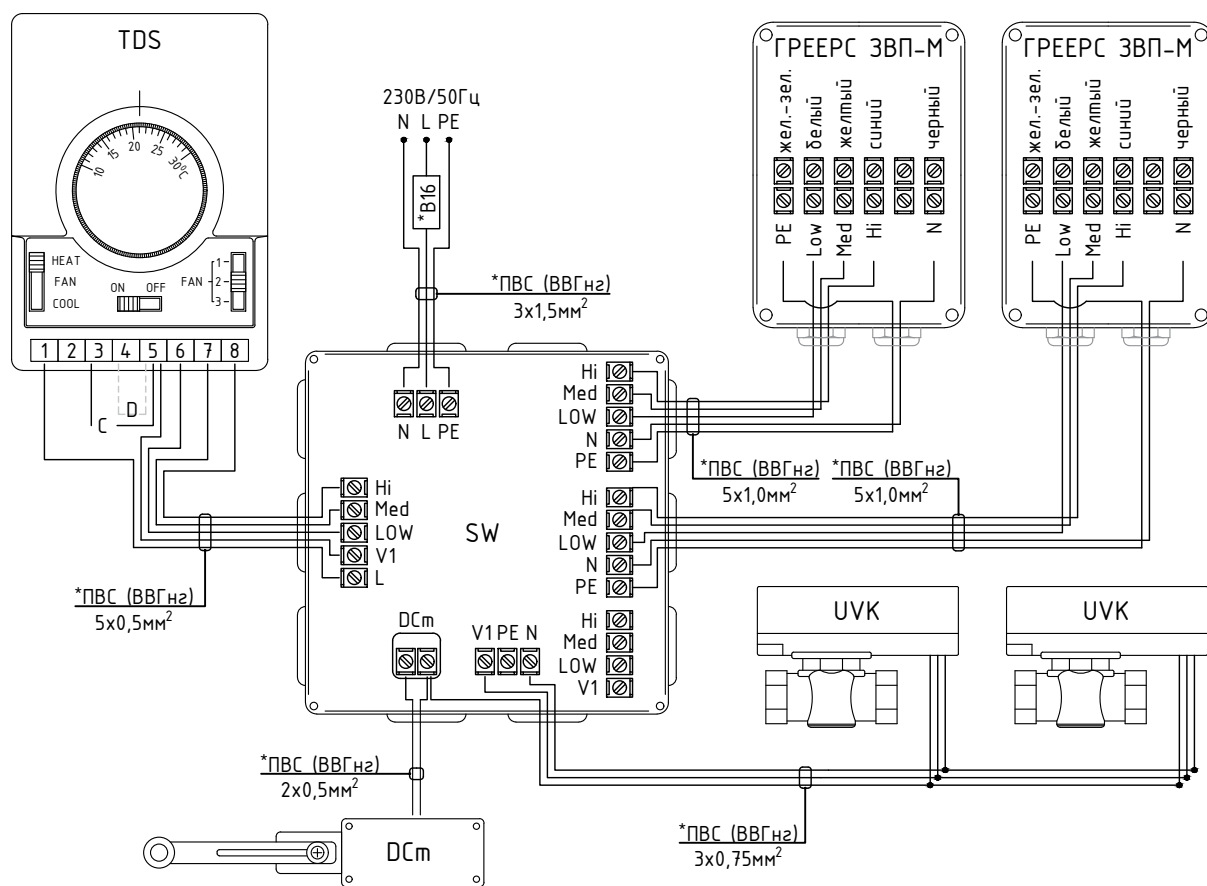 TDS
10 15 20 25 30°C
HEAT
FAN
COOL
ON OFF
FAN
1
2
3
1 2 3 4 5 6 7 8
D
C
230В/50Гц
N L PE
*В16
*ПВС (ВВГнг)
3х1,5мм²
ГРЕЕРС ЗВП-М
жел.-зел.
белый
желтый
синий
черный
PE
Low
Med
Hi
N
ГРЕЕРС ЗВП-М
жел.-зел.
белый
желтый
синий
черный
PE
Low
Med
Hi
N
N L PE
Hi
Med
LOW
N
PE
*ПВС (ВВГнг)
5х1,0мм²
*ПВС (ВВГнг)
5х1,0мм²
Hi
Med
LOW
V1
L
SW
Hi
Med
LOW
N
PE
*ПВС (ВВГнг)
5х0,5мм²
DCm
V1 PE N
Hi
Med
LOW
V1
UVK
UVK
*ПВС (ВВГнг)
2х0,5мм²
DCm
*ПВС (ВВГнг)
3х0,75мм²